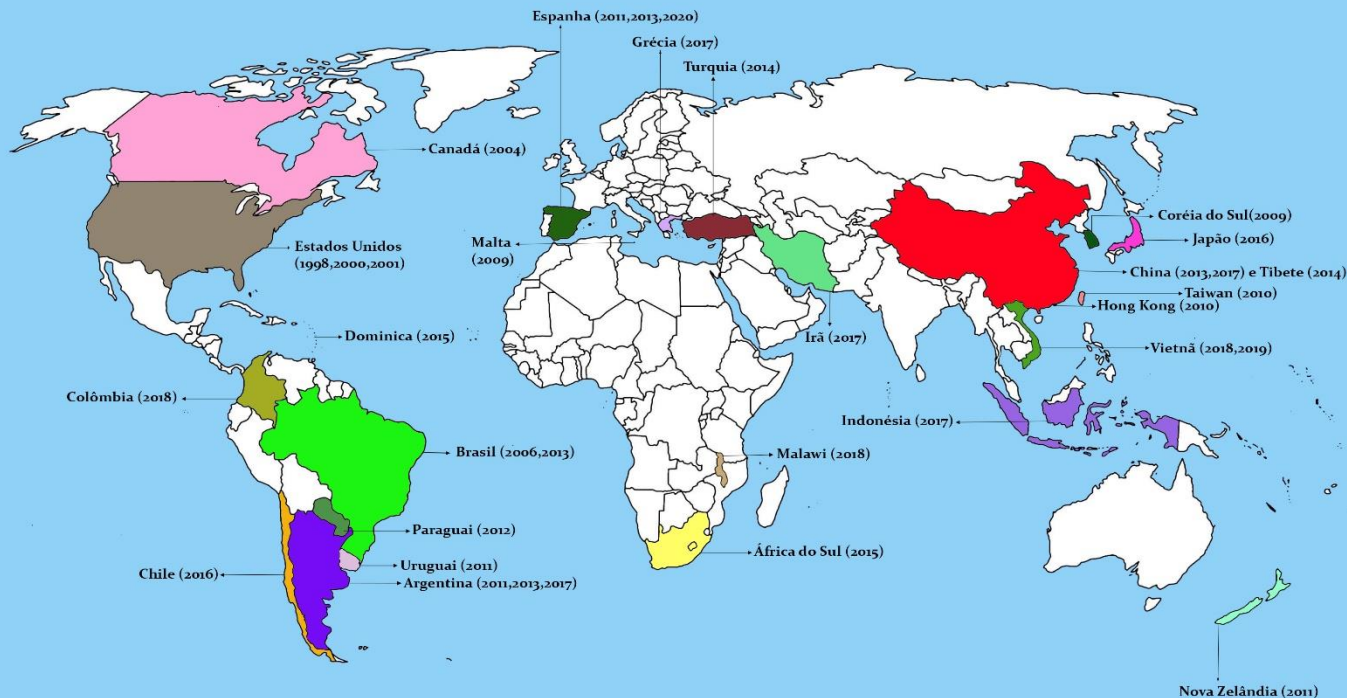 Espanha (2011,2013,2020)
Grécia (2017)
Turquia (2014)
Canadá (2004)
Estados Unidos
(1998,2000,2001)
Malta
(2009)
Coréia do Sul(2009)
Japão (2016)
China (2013,2017) e Tibete (2014)
Taiwan (2010)
Hong Kong (2010)
Dominica (2015)
Irã (2017)
Vietnã (2018,2019)
Colômbia (2018)
Indonésia (2017)
Brasil (2006,2013)
Malawi (2018)
Paraguai (2012)
África do Sul (2015)
Uruguai (2011)
Chile (2016)
Argentina (2011,2013,2017)
Nova Zelândia (2011)